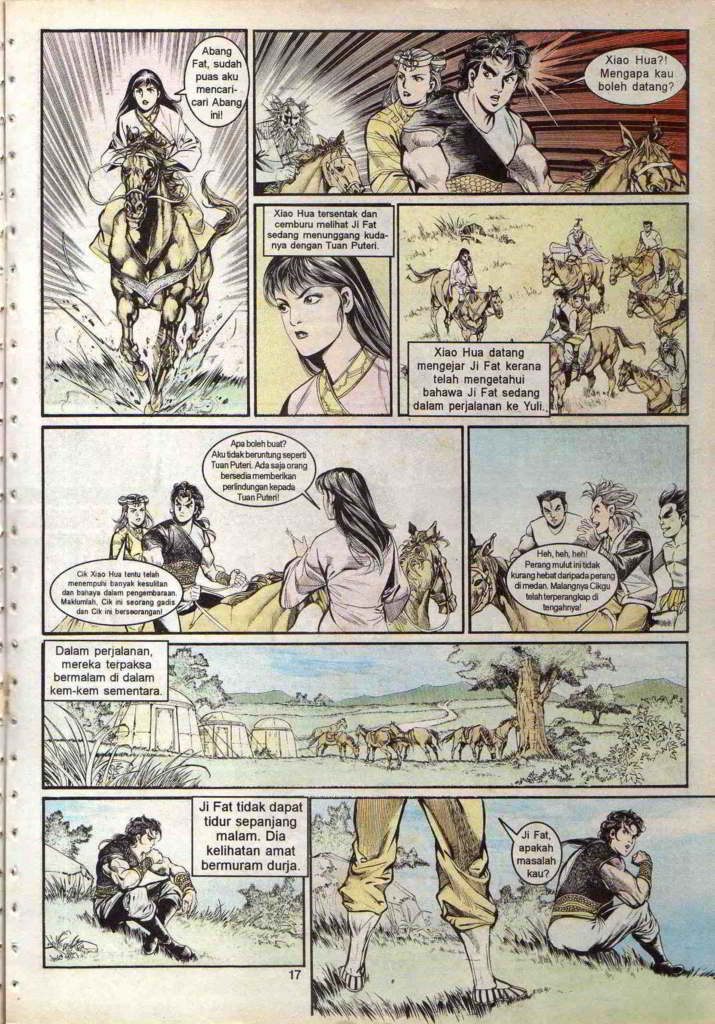 Abang
Fat, sudah
puas aku
mencari-
cari Abang
ini!
Xiao Hua?!
Mengapa kau
boleh datang?
Xiao Hua tersentak dan
cemburu melihat Ji Fat
sedang menunggang kuda-
nya dengan Tuan Puteri.
Xiao Hua datang
mengejar Ji Fat kerana
telah mengetahui
bahawa Ji Fat sedang
dalam perjalanan ke Yuli.
Apa boleh buat?
Aku tidak beruntung seperti
Tuan Puteri. Ada saja orang
bersedia memberikan
perlindungan kepada
Tuan Puteri!
Cik Xiao Hua tentu telah
menempuhi banyak kesulitan
dan bahaya dalam pengembaraan.
Maklumlah, Cik ini seorang gadis
dan Cik ini berseorangan!
Heh, heh, heh!
Perang mulut ini tidak
kurang hebat daripada perang
di medan. Malangnya Cikgu
telah terperangkap di
tengahnya!
Dalam perjalanan,
mereka terpaksa
bermalam di dalam
kem-kem sementara.
Ji Fat tidak dapat
tidur sepanjang
malam. Dia
kelihatan amat
bermuram durja.
Ji Fat,
apakah
masalah
kau?
17